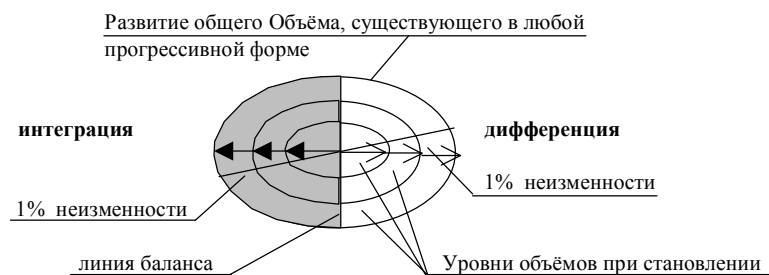 Развитие общего Объёма, существующего в любой
прогрессивной форме
интеграция
дифференция
1% неизменности
1% неизменности
линия баланса
Уровни объёмов при становлении